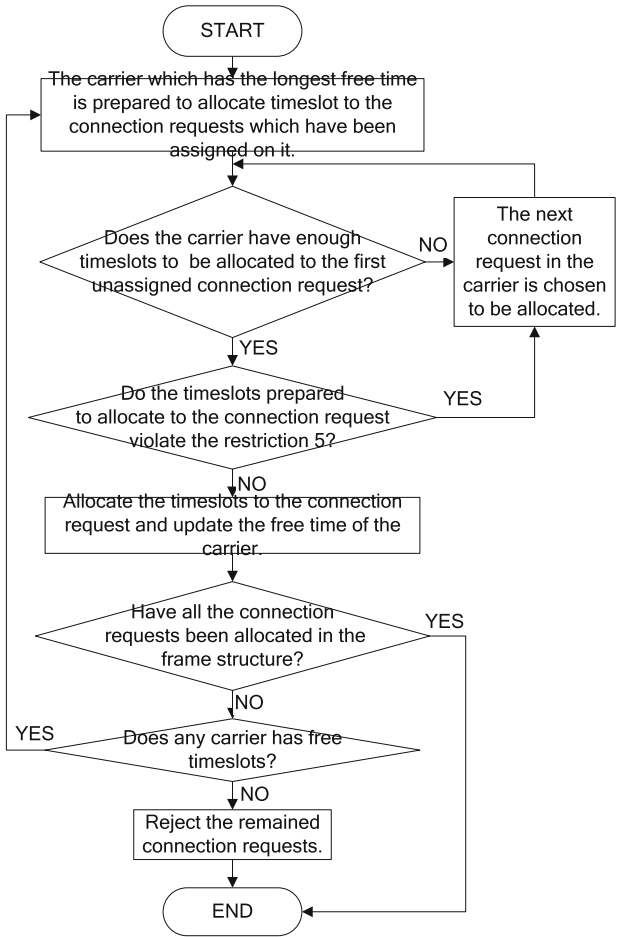 START
The carrier which has the longest free time
is prepared to allocate timeslot to the
connection requests which have been
assigned on it.
Does the carrier have enough
timeslots to be allocated to the first
unassigned connection request?
NO
The next
connection
request in the
carrier is chosen
to be allocated.
YES
Do the timeslots prepared
to allocate to the connection request
violate the restriction 5?
YES
NO
Allocate the timeslots to the connection
request and update the free time of the
carrier.
Have all the connection
requests been allocated in the
frame structure?
YES
NO
Does any carrier has free
timeslots?
YES
NO
Reject the remained
connection requests.
END